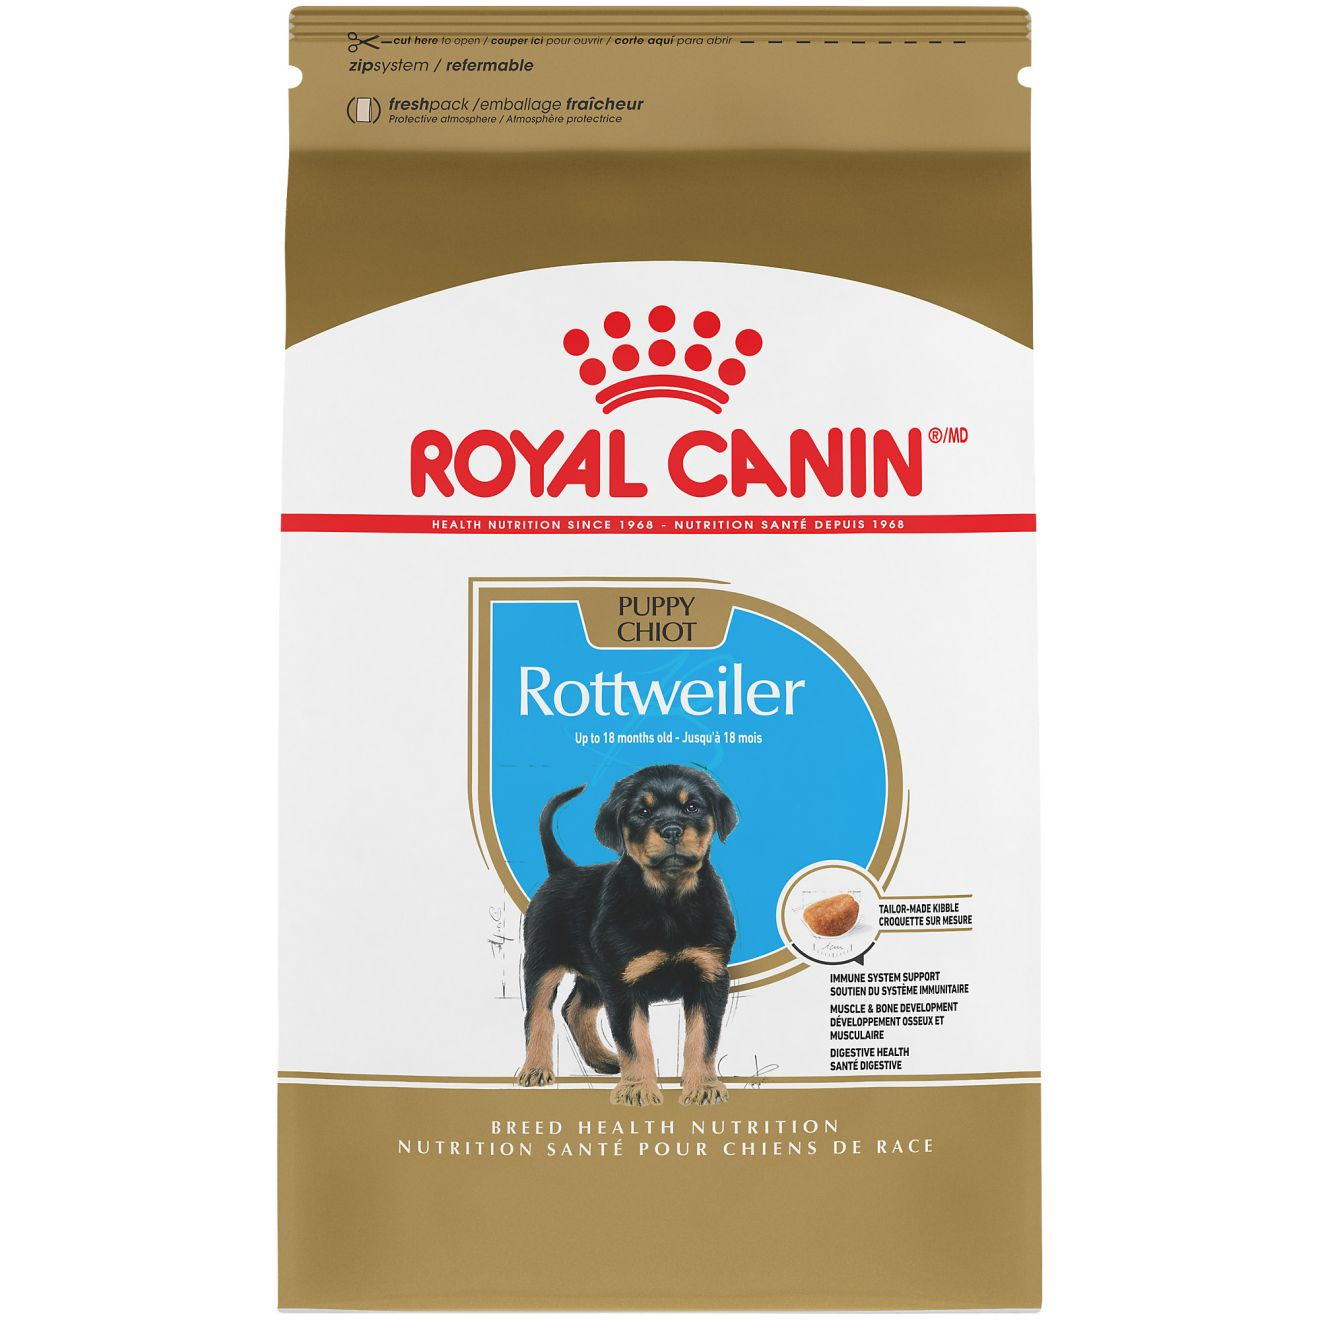 cut here to open / couper ici pour ouvrir / corte aquí para abrir
zipsystem / refermable
freshpack / emballage fraîcheur
Protective atmosphere / Atmosphère protectrice
ROYAL CANIN ®/MD
HEALTH NUTRITION SINCE 1968 - NUTRITION SANTÉ DEPUIS 1968
PUPPY
CHIOT
Rottweiler
Up to 18 months old - Jusqu'à 18 mois
TAILOR-MADE KIBBLE
CROQUETTE SUR MESURE
1cm
IMMUNE SYSTEM SUPPORT
SOUTIEN DU SYSTÈME IMMUNITAIRE
MUSCLE & BONE DEVELOPMENT
DÉVELOPPEMENT OSSEUX ET
MUSCULAIRE
DIGESTIVE HEALTH
SANTÉ DIGESTIVE
BREED HEALTH NUTRITION
NUTRITION SANTÉ POUR CHIENS DE RACE